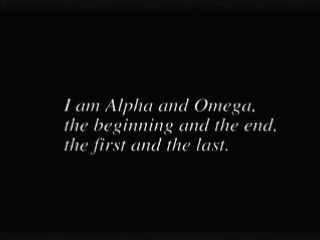 I am Alpha and Omega,
the beginning and the end,
the first and the last.